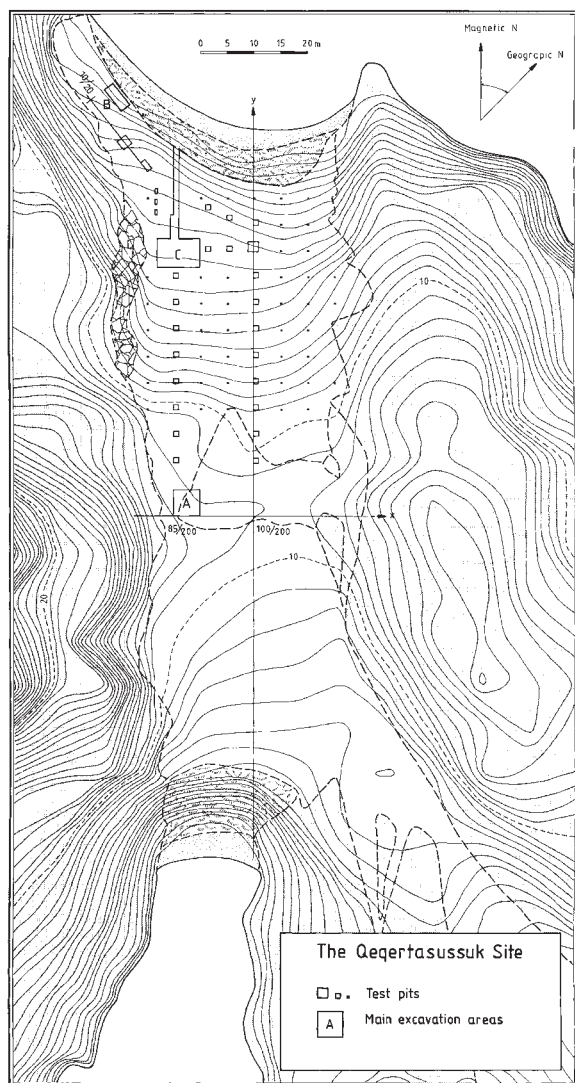 0 5 10 15 20 m
Magnetic N
Geograpic N
y
B
C
10
A
x
85/200
100/200
10
20
The Qeqertasussuk Site
Test pits
A Main excavation areas